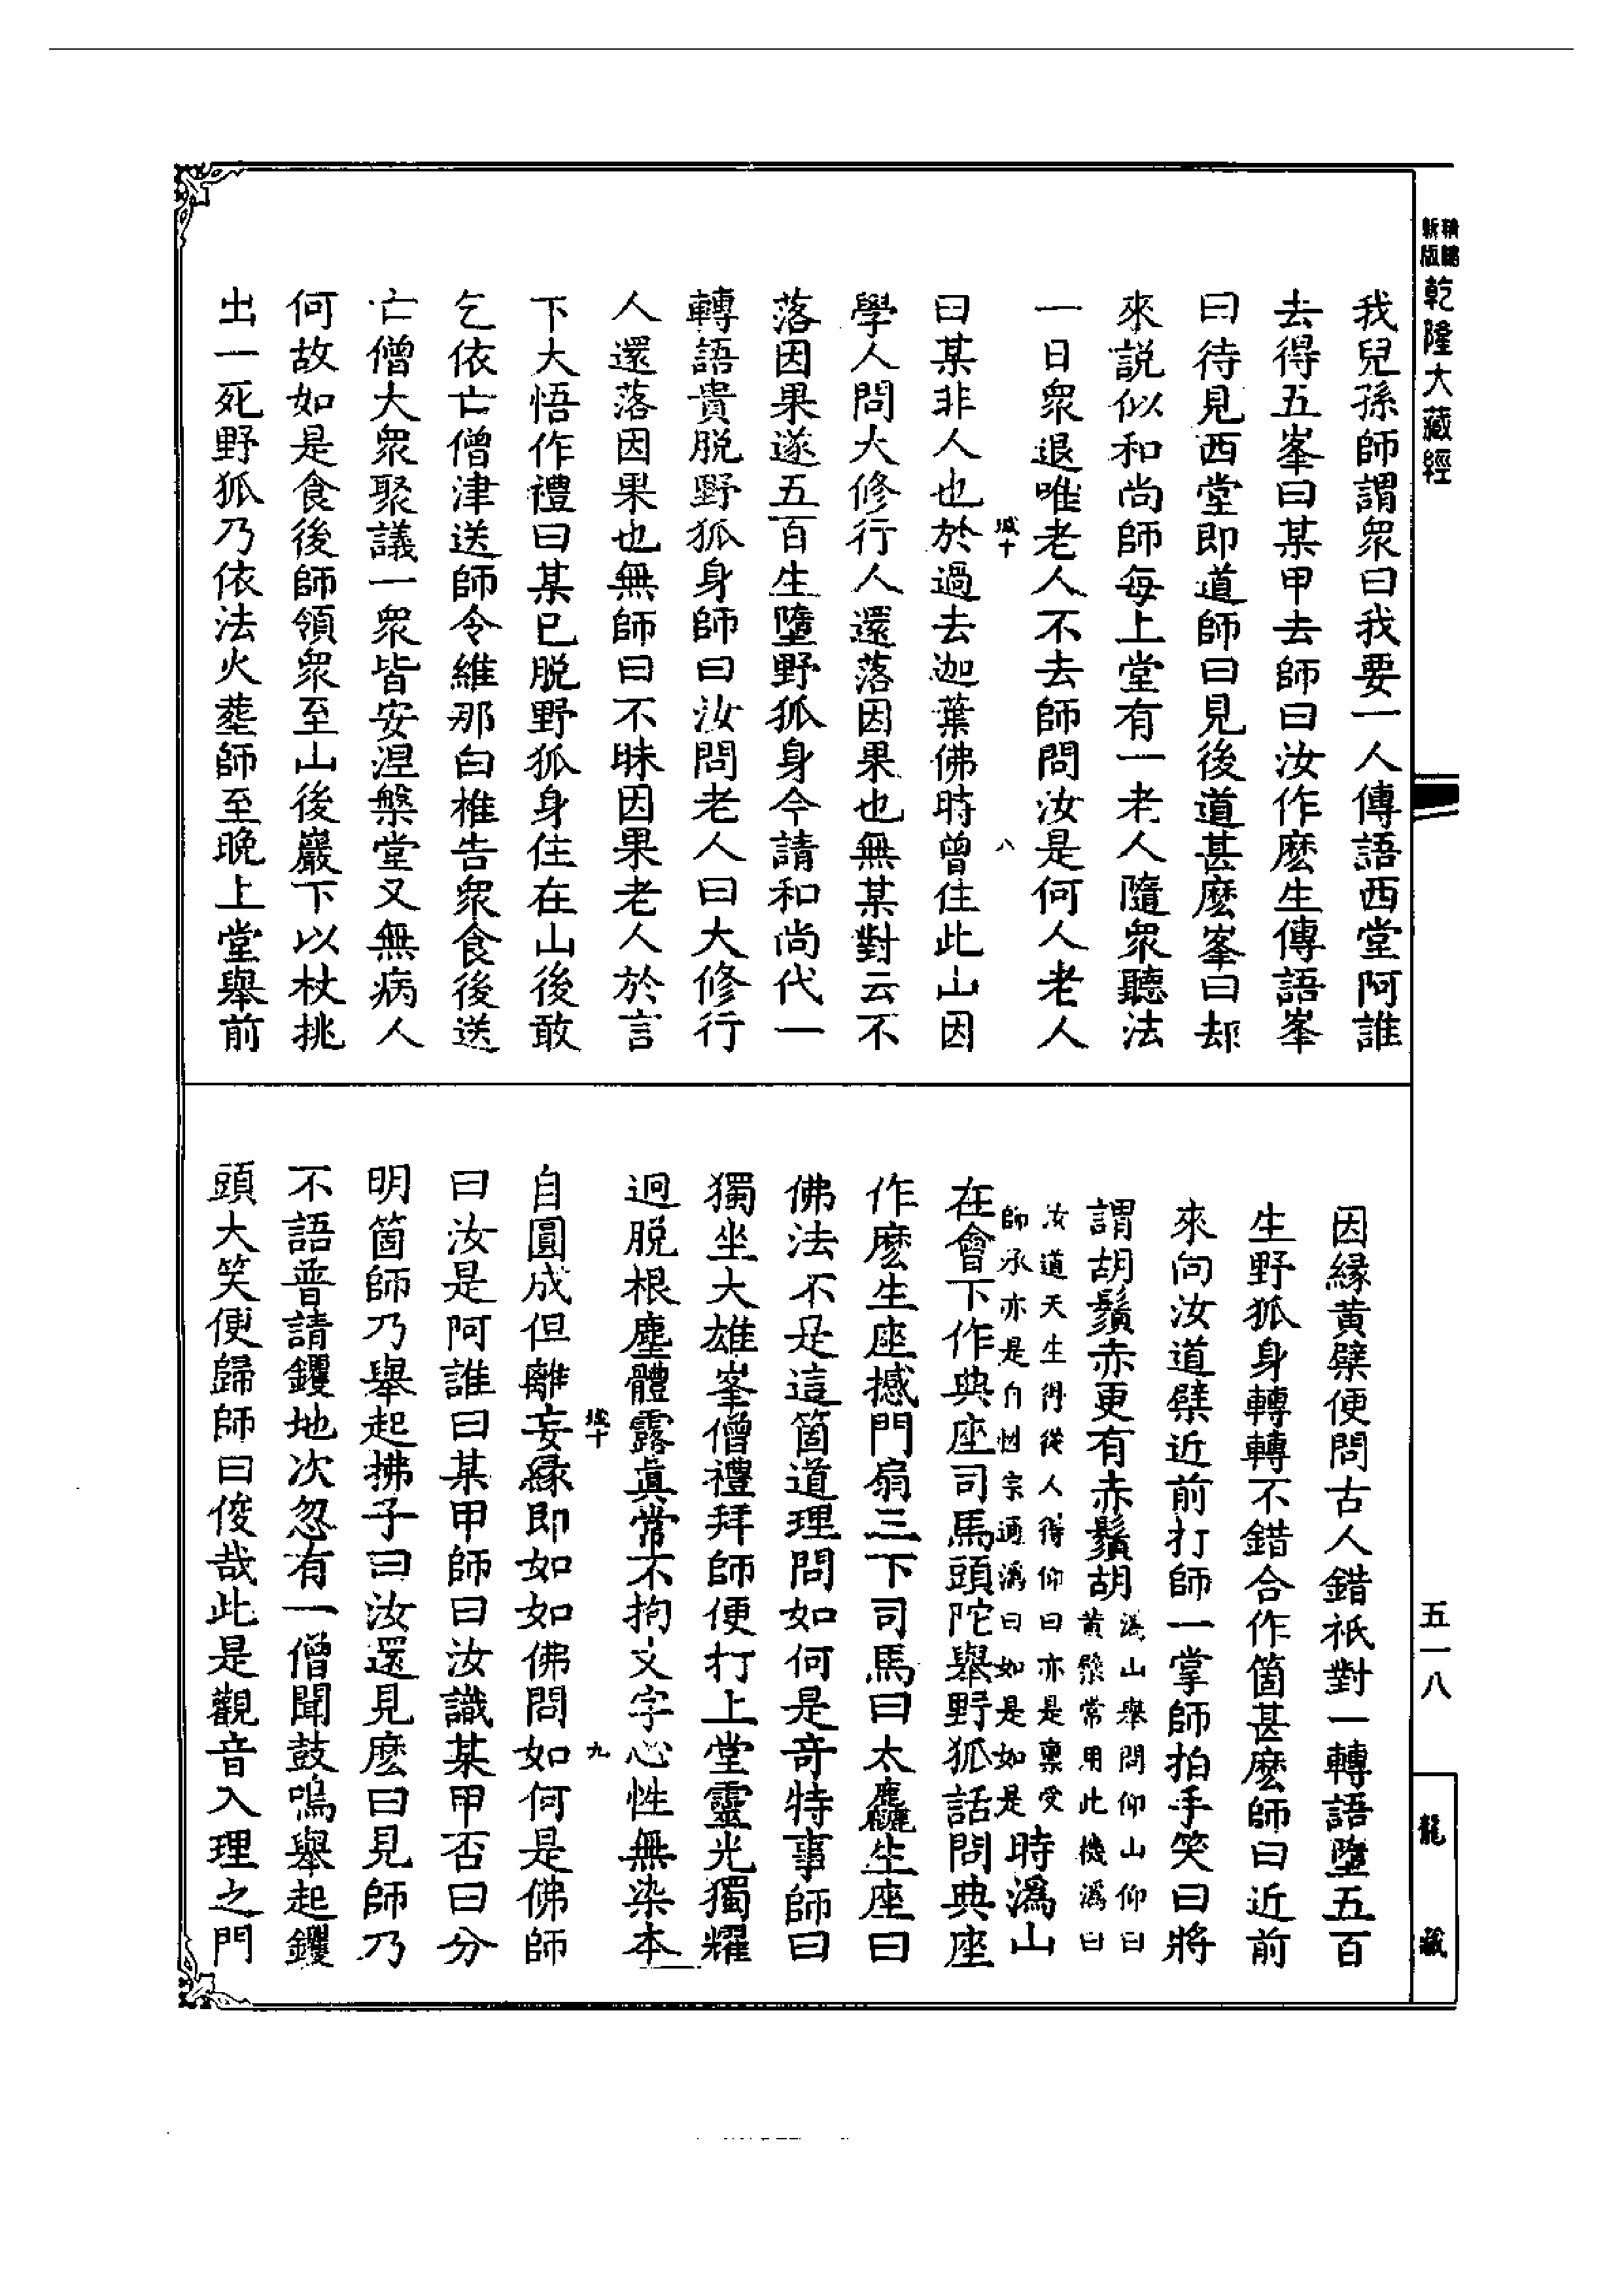 新版
乾隆大藏經
我兒孫師謂眾曰我要一人傳語西堂阿誰
去得五峯曰某甲去師曰汝作麽生傳語峯
曰待見西堂即道師曰見後道甚麽峯曰却
來説似和尚師每上堂有一老人隨眾聽法
一日眾退唯老人不去師問汝是何人老人
八
曰某非人也於過去迦葉佛時曾住此山因
學人問大修行人還落因果也無某對云不
落因果遂五百生墮野狐身今請和尚代一
轉語貴脱野狐身師曰汝問老人曰大修行
人還落因果也無師曰不昧因果老人於言
下大悟作禮曰某已脱野狐身住在山後敢
乞依亡僧津送師令維那白椎告眾食後送
亡僧大眾聚議一眾皆安涅槃堂又無病人
何故如是食後師領眾至山後巖下以杖挑
出一死野狐乃依法火葬師至晚上堂舉前
因緣黃檗便問古人錯祇對一轉語墮五百
生野狐身轉轉不錯合作箇甚麽師曰近前
來向汝道檗近前打師一掌師拍手笑曰將
謂胡鬚赤更有赤鬚胡
溈山舉問仰山仰曰
黃檗常用此機溈曰
汝道天生得從人得仰曰亦是稟受
師承亦是自性宗通溈曰如是如是
時溈山
在會下作典座司馬頭陀舉野狐話問典座
作麽生座撼門扇三下司馬曰太麤生座曰
佛法不是這箇道理問如何是奇特事師曰
獨坐大雄峯僧禮拜師便打上堂靈光獨耀
迥脱根塵體露真常不拘文字心性無染本
九
自圓成但離妄緣即如如佛問如何是佛師
曰汝是阿誰曰某甲師曰汝識某甲否曰分
明箇師乃舉起拂子曰汝還見麽曰見師乃
不語普請钁地次忽有一僧聞鼓鳴舉起钁
頭大笑便歸師曰俊哉此是觀音入理之門
五一八
龍藏